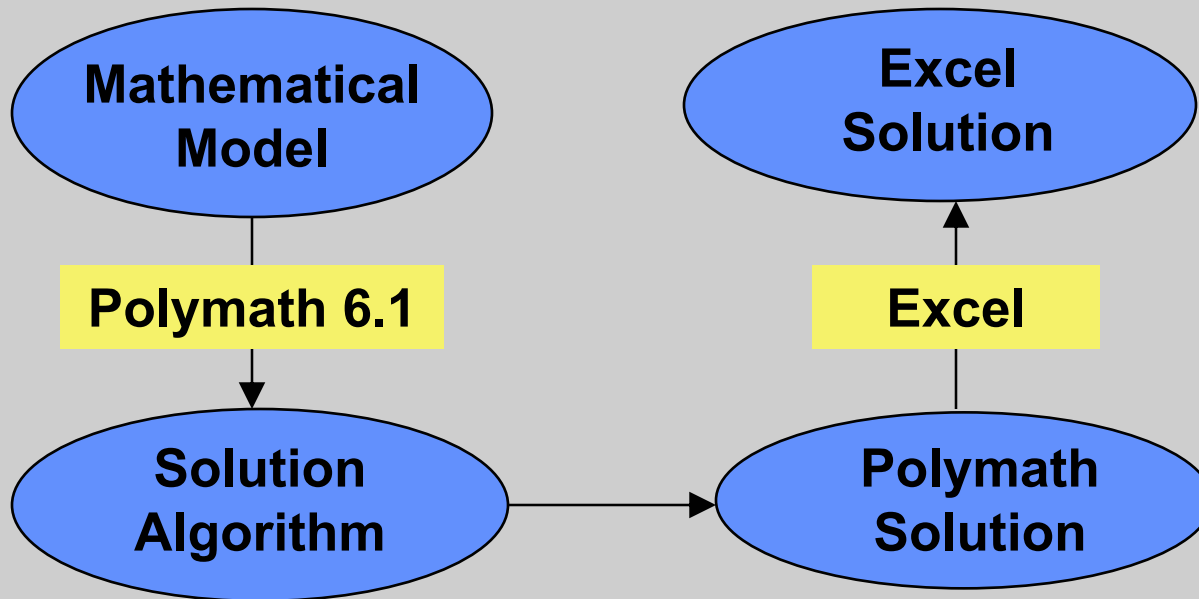 Mathematical
Model
Excel
Solution
Polymath 6.1
Excel
Solution
Algorithm
Polymath
Solution